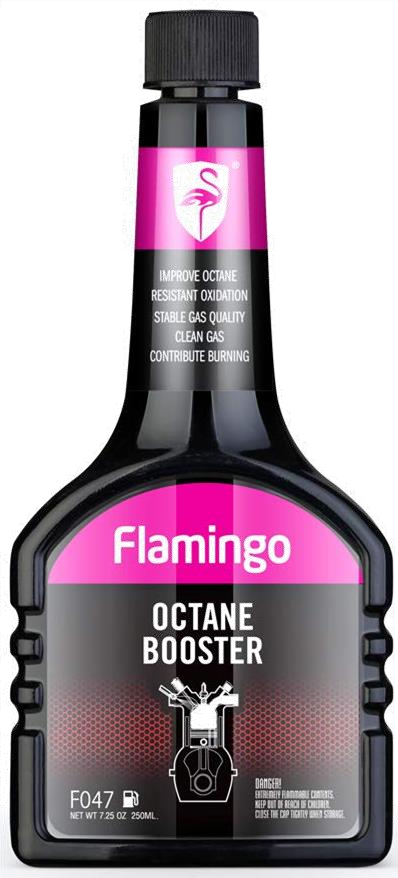 ®
IMPROVE OCTANE
RESISTANT OXIDATION
STABLE GAS QUALITY
CLEAN GAS
CONTRIBUTE BURNING
Flamingo
OCTANE
BOOSTER
F047
NET WT 7.25 OZ 250ML.
DANGER!
EXTREMELY FLAMMABLE CONTENTS.
KEEP OUT OF REACH OF CHILDREN.
CLOSE THE CAP TIGHTLY WHEN STORAGE.